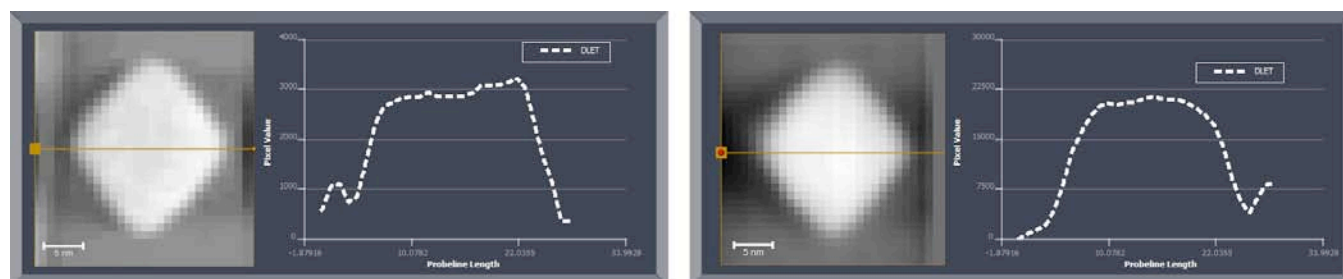 4000
DLET
3000
Pixel Value
2000
1000
0
5 nm
-1.87916
10.0782
22.0355
33.9928
Probeline Length
30000
DLET
22500
Pixel Value
15000
7500
0
5 nm
-1.87916
10.0782
22.0355
33.9928
Probeline Length